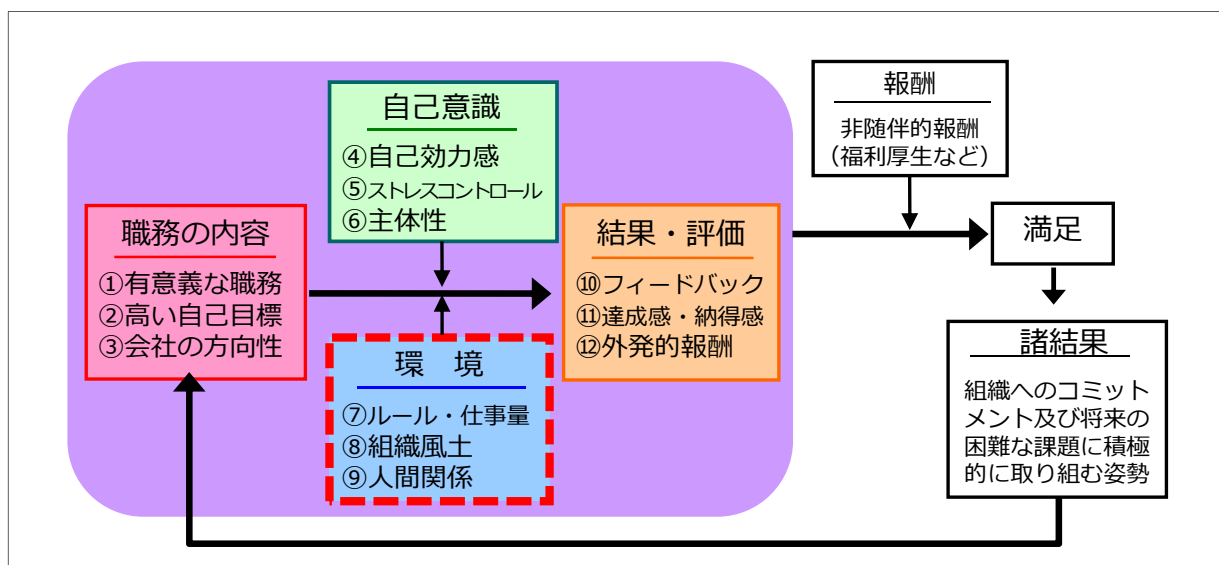 自己意識
④自己効力感
⑤ストレスコントロール
⑥主体性
職務の内容
①有意義な職務
②高い自己目標
③会社の方向性
環　境
⑦ルール・仕事量
⑧組織風土
⑨人間関係
結果・評価
⑩フィードバック
⑪達成感・納得感
⑫外発的報酬
報酬
非随伴的報酬
（福利厚生など）
満足
諸結果
組織へのコミット
メント及び将来の
困難な課題に積極
的に取り組む姿勢